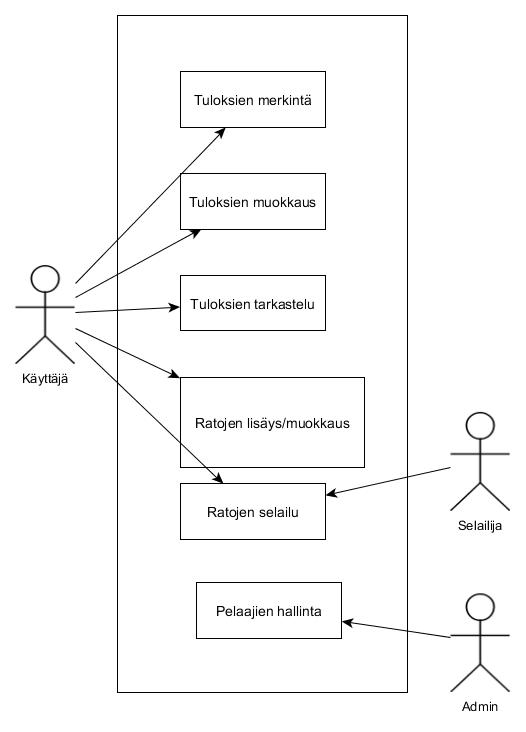 Tuloksien merkintä
Tuloksien muokkaus
Tuloksien tarkastelu
Käyttäjä
Ratojen lisäys/muokkaus
Ratojen selailu
Selailija
Pelaajien hallinta
Admin